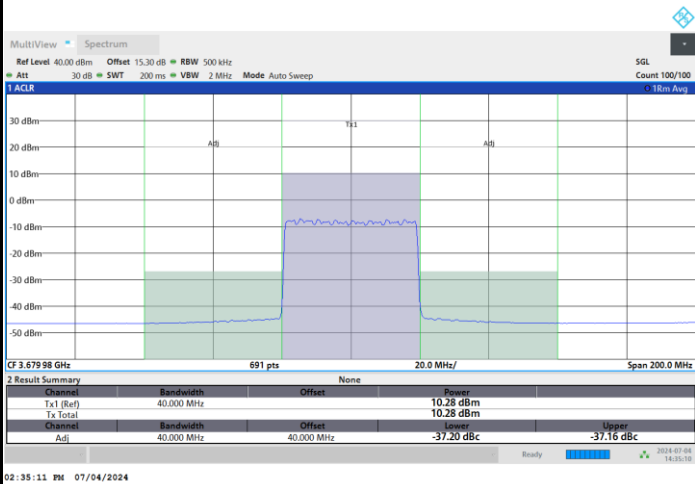 MultiView Spectrum
Ref Level 40.00 dBm Offset 15.30 dB RBW 500 kHz SGL
Att 30 dB SWT 200 ms VBW 2 MHz Mode Auto Sweep Count 100/100
1 ACLR 1Rm Avg
30 dBm
Tx1
20 dBm
Adj Adj
10 dBm
0 dBm
-10 dBm
-20 dBm
-30 dBm
-40 dBm
-50 dBm
CF 3.679 98 GHz 691 pts 20.0 MHz/ Span 200.0 MHz
2 Result Summary None
Channel Bandwidth Offset Power
Tx1 (Ref) 40.000 MHz 10.28 dBm
Tx Total 10.28 dBm
Channel Bandwidth Offset Lower Upper
Adj 40.000 MHz 40.000 MHz -37.20 dBc -37.16 dBc
Ready 2024-07-04
14:35:10
02:35:11 PM 07/04/2024